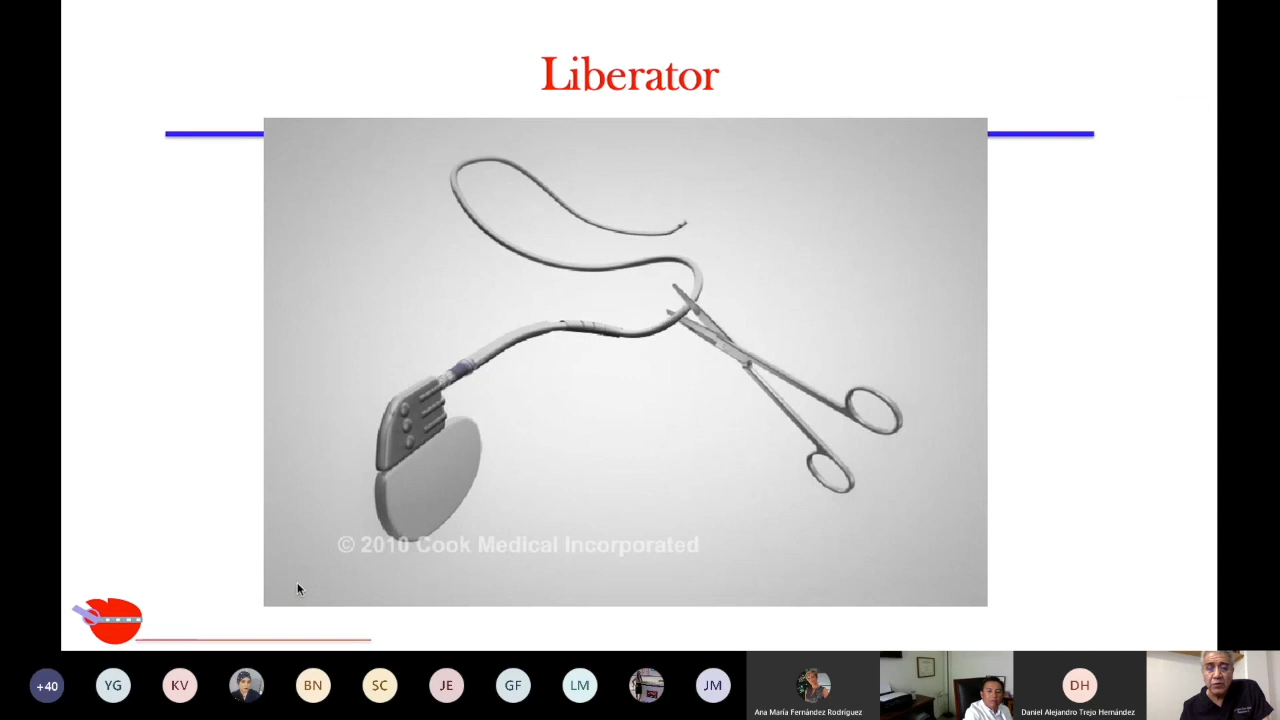 Liberator
© 2010 Cook Medical Incorporated
+40
YG
KV
BN
SC
JE
GF
LM
JM
Ana María Fernández Rodríguez
DH
Daniel Alejandro Trejo Hernández